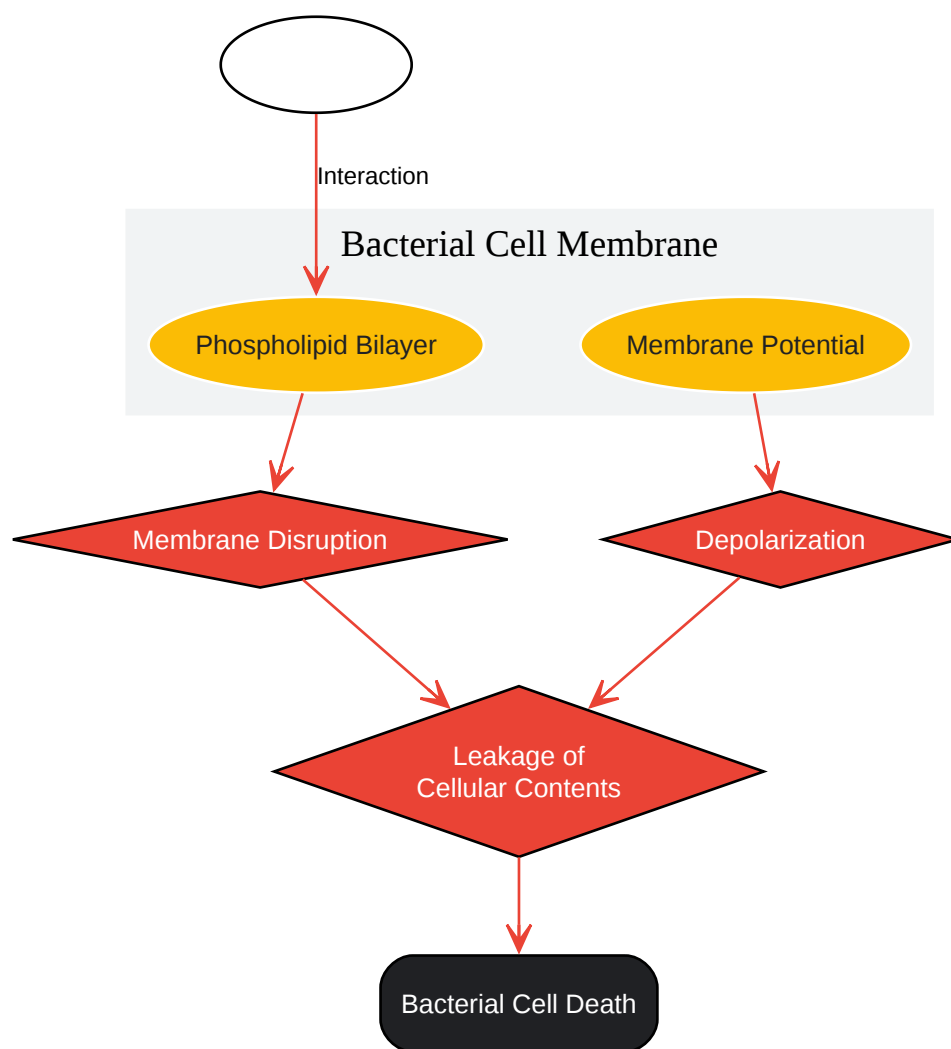 Interaction
Bacterial Cell Membrane
Phospholipid Bilayer
Membrane Potential
Membrane Disruption
Depolarization
Leakage of
Cellular Contents
Bacterial Cell Death